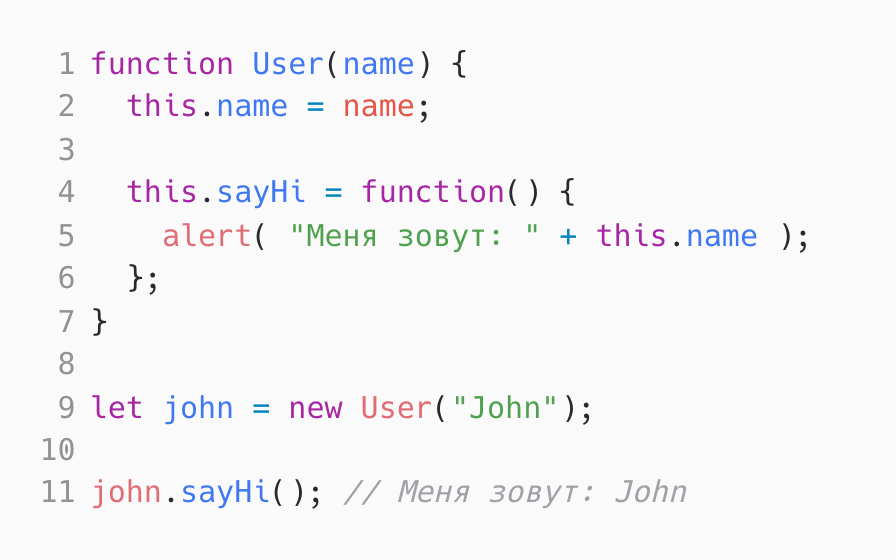 1 function User(name) {
2   this.name = name;
3
4   this.sayHi = function() {
5     alert( "Меня зовут: " + this.name );
6   };
7 }
8
9 let john = new User("John");
10
11 john.sayHi(); // Меня зовут: John